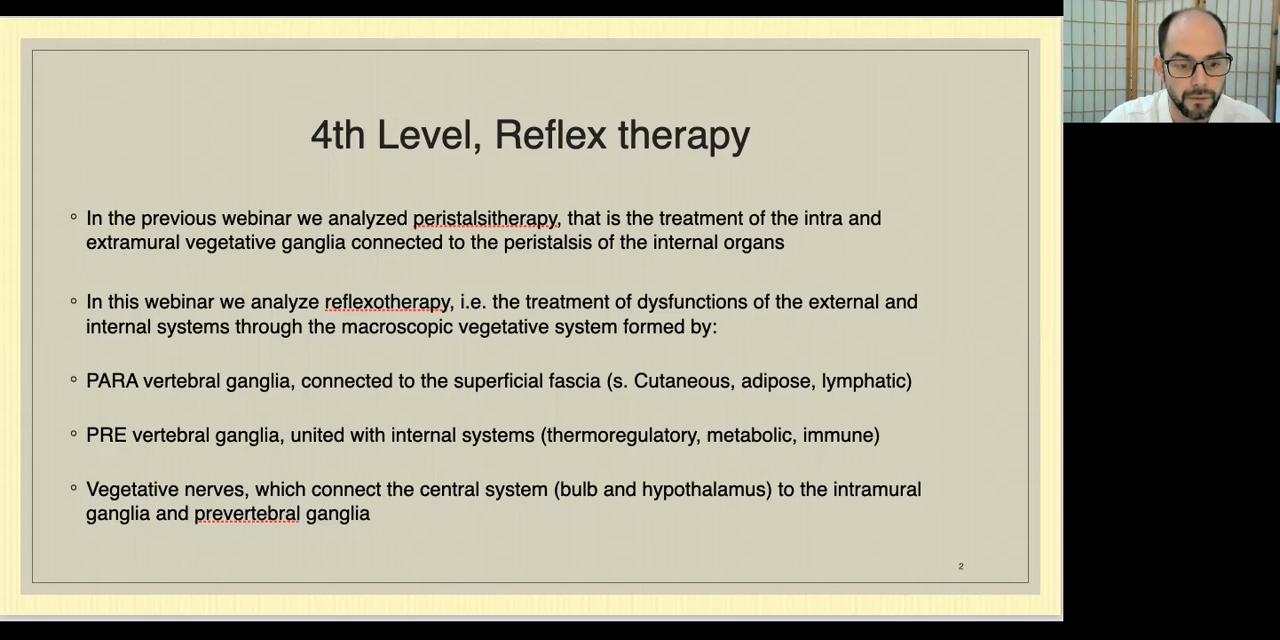 4th Level, Reflex therapy
◦ In the previous webinar we analyzed peristalsitherapy, that is the treatment of the intra and
extramural vegetative ganglia connected to the peristalsis of the internal organs
◦ In this webinar we analyze reflexotherapy, i.e. the treatment of dysfunctions of the external and
internal systems through the macroscopic vegetative system formed by:
◦ PARA vertebral ganglia, connected to the superficial fascia (s. Cutaneous, adipose, lymphatic)
◦ PRE vertebral ganglia, united with internal systems (thermoregulatory, metabolic, immune)
◦ Vegetative nerves, which connect the central system (bulb and hypothalamus) to the intramural
ganglia and prevertebral ganglia
2